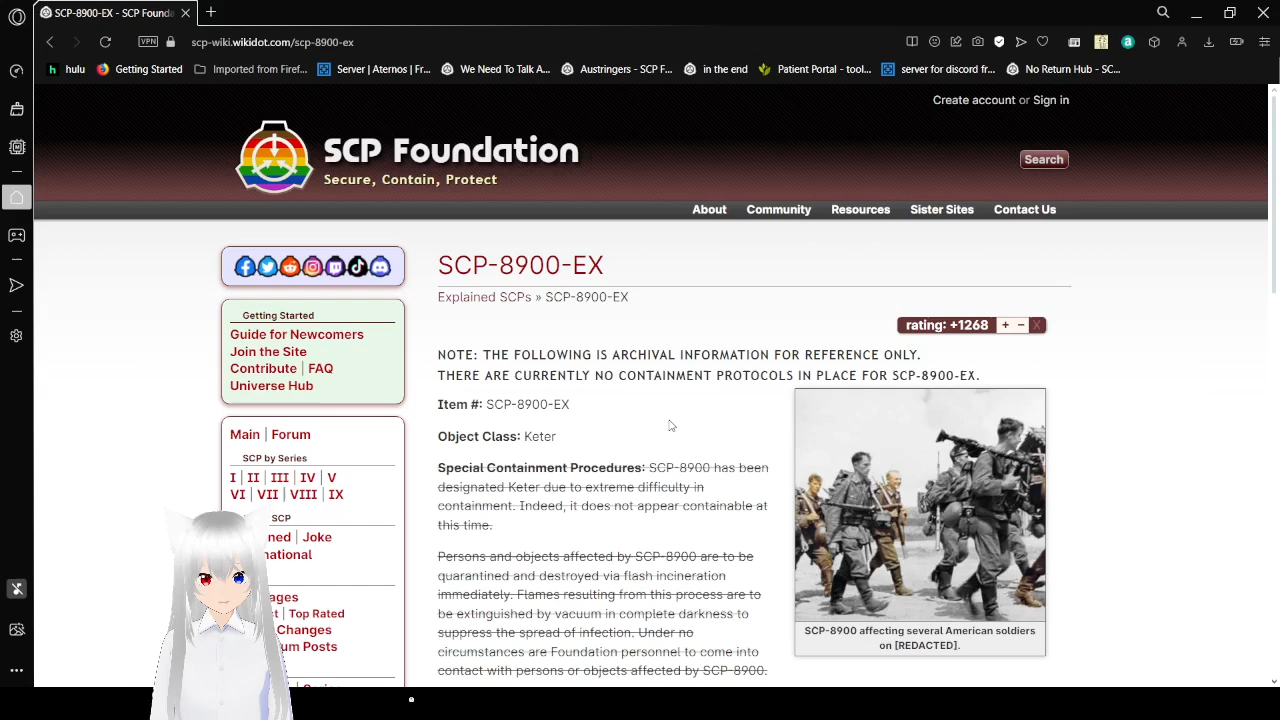 SCP-8900-EX - SCP Founda
VPN
scp-wiki.wikidot.com/scp-8900-ex
hulu
Getting Started
Imported from Firef...
Server | Aternos | Fr...
We Need To Talk A...
Austringers - SCP F...
in the end
Patient Portal - tool...
server for discord fr...
No Return Hub - SC...
Create account or Sign in
SCP Foundation
Secure, Contain, Protect
Search
About
Community
Resources
Sister Sites
Contact Us
Getting Started
Guide for Newcomers
Join the Site
Contribute | FAQ
Universe Hub
Main | Forum
SCP by Series
I | II | III | IV | V
VI | VII | VIII | IX
SCP
ned | Joke
national
ages
t | Top Rated
Changes
um Posts
SCP-8900-EX
Explained SCPs » SCP-8900-EX
rating: +1268 + – X
NOTE: THE FOLLOWING IS ARCHIVAL INFORMATION FOR REFERENCE ONLY.
THERE ARE CURRENTLY NO CONTAINMENT PROTOCOLS IN PLACE FOR SCP-8900-EX.
Item #: SCP-8900-EX
Object Class: Keter
Special Containment Procedures: SCP-8900 has been
designated Keter due to extreme difficulty in
containment. Indeed, it does not appear containable at
this time.
Persons and objects affected by SCP-8900 are to be
quarantined and destroyed via flash incineration
immediately. Flames resulting from this process are to
be extinguished by vacuum in complete darkness to
suppress the spread of infection. Under no
circumstances are Foundation personnel to come into
contact with persons or objects affected by SCP-8900.
SCP-8900 affecting several American soldiers
on [REDACTED].